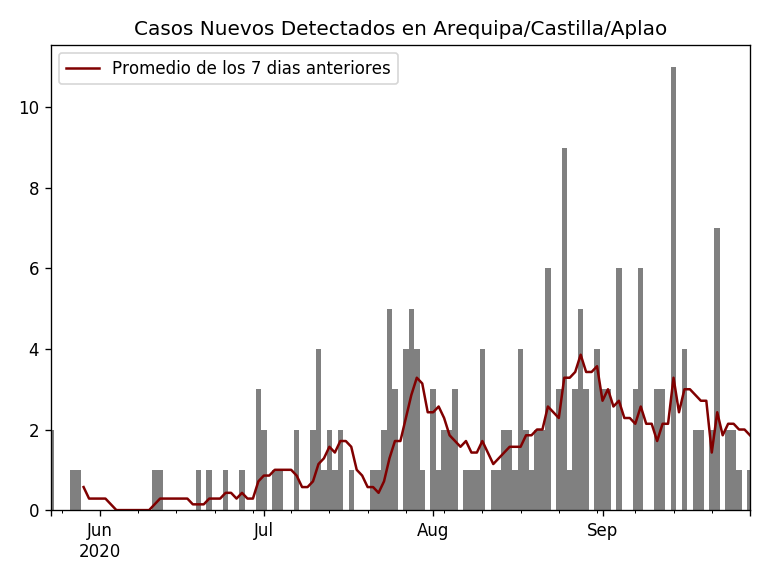 Casos Nuevos Detectados en Arequipa/Castilla/Aplao
Promedio de los 7 dias anteriores
10
8
6
4
2
0
Jun
2020
Jul
Aug
Sep